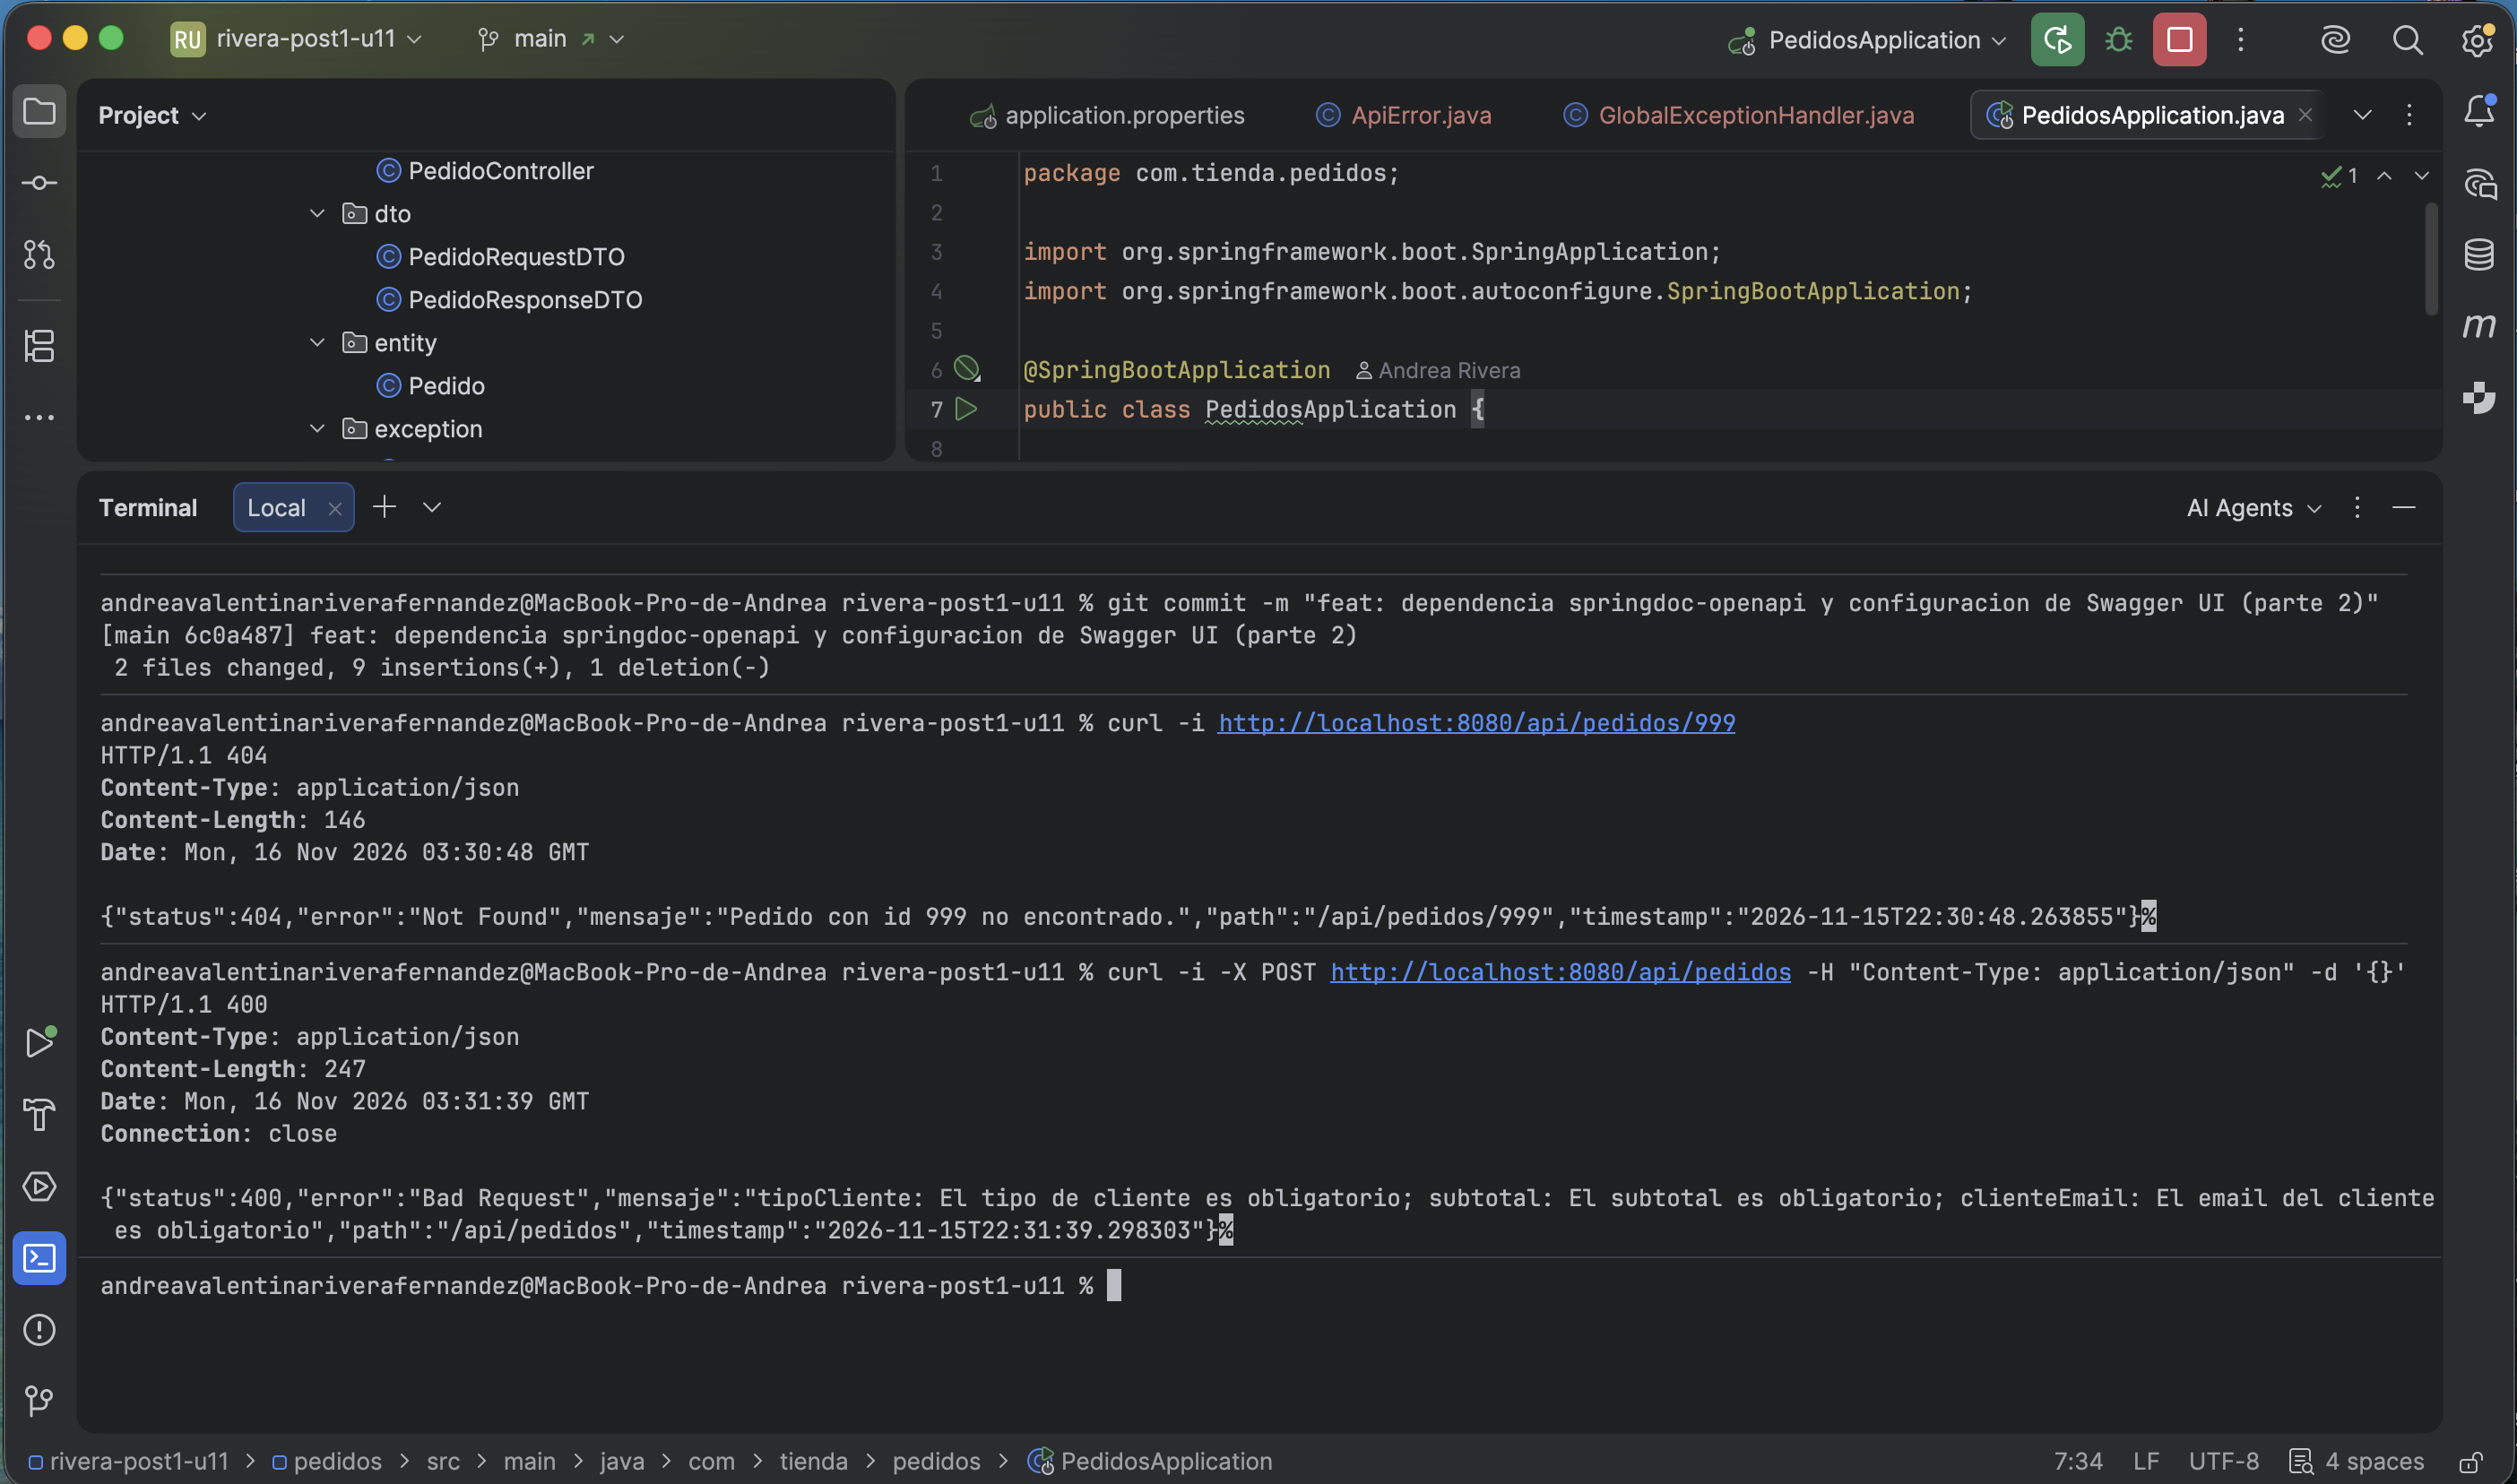 RU rivera-post1-u11 main PedidosApplication
Project
PedidoController
dto
PedidoRequestDTO
PedidoResponseDTO
entity
Pedido
exception
application.properties ApiError.java GlobalExceptionHandler.java PedidosApplication.java
1 package com.tienda.pedidos;
2
3 import org.springframework.boot.SpringApplication;
4 import org.springframework.boot.autoconfigure.SpringBootApplication;
5
6 @SpringBootApplication Andrea Rivera
7 public class PedidosApplication {
8
1
Terminal Local AI Agents
andreavalentinariverafernandez@MacBook-Pro-de-Andrea rivera-post1-u11 % git commit -m "feat: dependencia springdoc-openapi y configuracion de Swagger UI (parte 2)"
[main 6c0a487] feat: dependencia springdoc-openapi y configuracion de Swagger UI (parte 2)
2 files changed, 9 insertions(+), 1 deletion(-)
andreavalentinariverafernandez@MacBook-Pro-de-Andrea rivera-post1-u11 % curl -i http://localhost:8080/api/pedidos/999
HTTP/1.1 404
Content-Type: application/json
Content-Length: 146
Date: Mon, 16 Nov 2026 03:30:48 GMT
{"status":404,"error":"Not Found","mensaje":"Pedido con id 999 no encontrado.","path":"/api/pedidos/999","timestamp":"2026-11-15T22:30:48.263855"}%
andreavalentinariverafernandez@MacBook-Pro-de-Andrea rivera-post1-u11 % curl -i -X POST http://localhost:8080/api/pedidos -H "Content-Type: application/json" -d '{}'
HTTP/1.1 400
Content-Type: application/json
Content-Length: 247
Date: Mon, 16 Nov 2026 03:31:39 GMT
Connection: close
{"status":400,"error":"Bad Request","mensaje":"tipoCliente: El tipo de cliente es obligatorio; subtotal: El subtotal es obligatorio; clienteEmail: El email del cliente
es obligatorio","path":"/api/pedidos","timestamp":"2026-11-15T22:31:39.298303"}%
andreavalentinariverafernandez@MacBook-Pro-de-Andrea rivera-post1-u11 %
rivera-post1-u11 > pedidos > src > main > java > com > tienda > pedidos > PedidosApplication 7:34 LF UTF-8 4 spaces